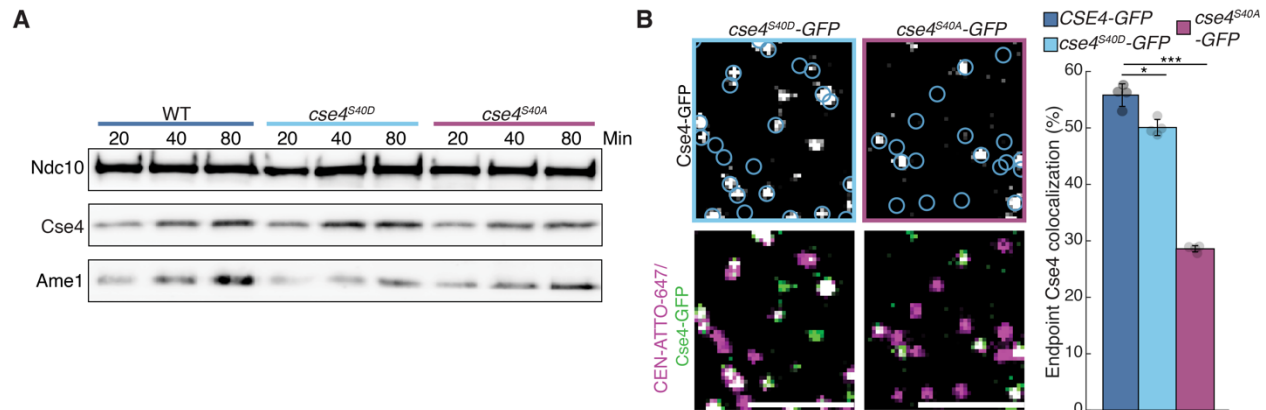 A
WT
cse4S40D
cse4S40A
20 40 80 20 40 80 20 40 80 Min
Ndc10
Cse4
Ame1
B
cse4S40D-GFP
cse4S40A-GFP
Cse4-GFP
CEN-ATTO-647/
Cse4-GFP
CSE4-GFP
cse4S40D-GFP
cse4S40A
-GFP
***
*
Endpoint Cse4 colocalization (%)
60
50
40
30
20
10
0